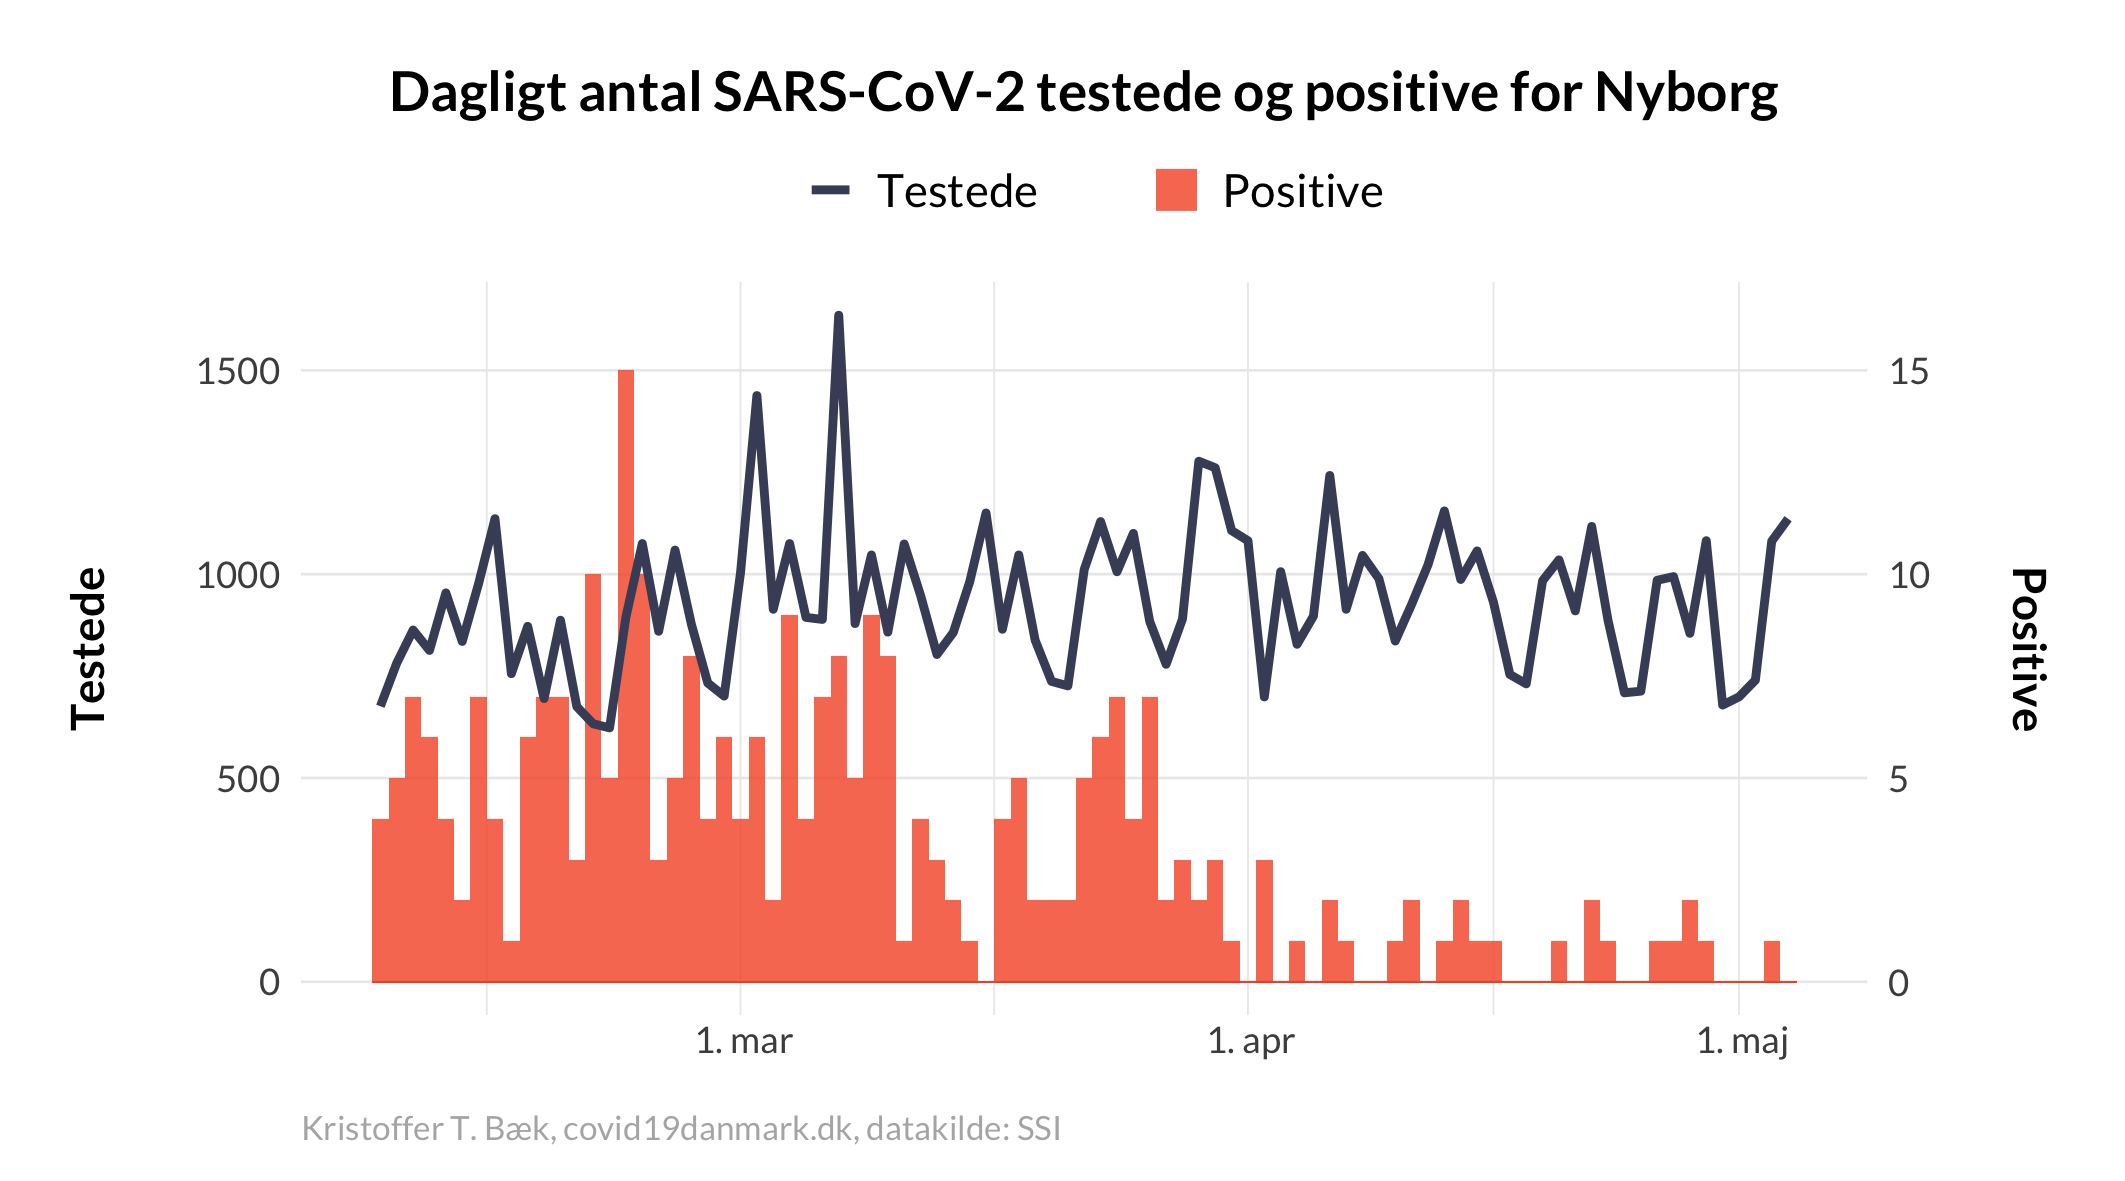 Dagligt antal SARS-CoV-2 testede og positive for Nyborg
Testede
Positive
Testede
1500
1000
500
0
15
10
5
0
Positive
1. mar
1. apr
1. maj
Kristoffer T. Bæk, covid19danmark.dk, datakilde: SSI